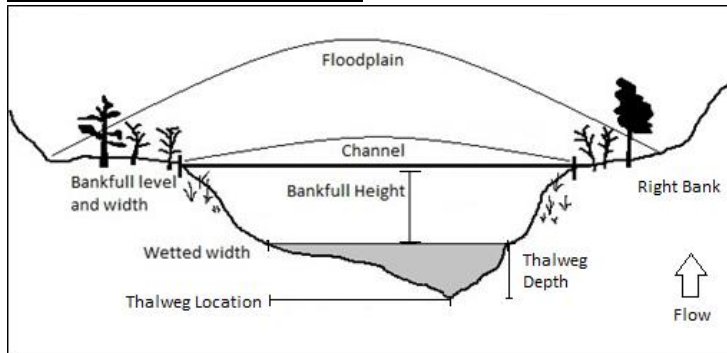 Floodplain
Channel
Bankfull level
and width
Bankfull Height
Right Bank
Wetted width
Thalweg
Depth
Thalweg Location
Flow